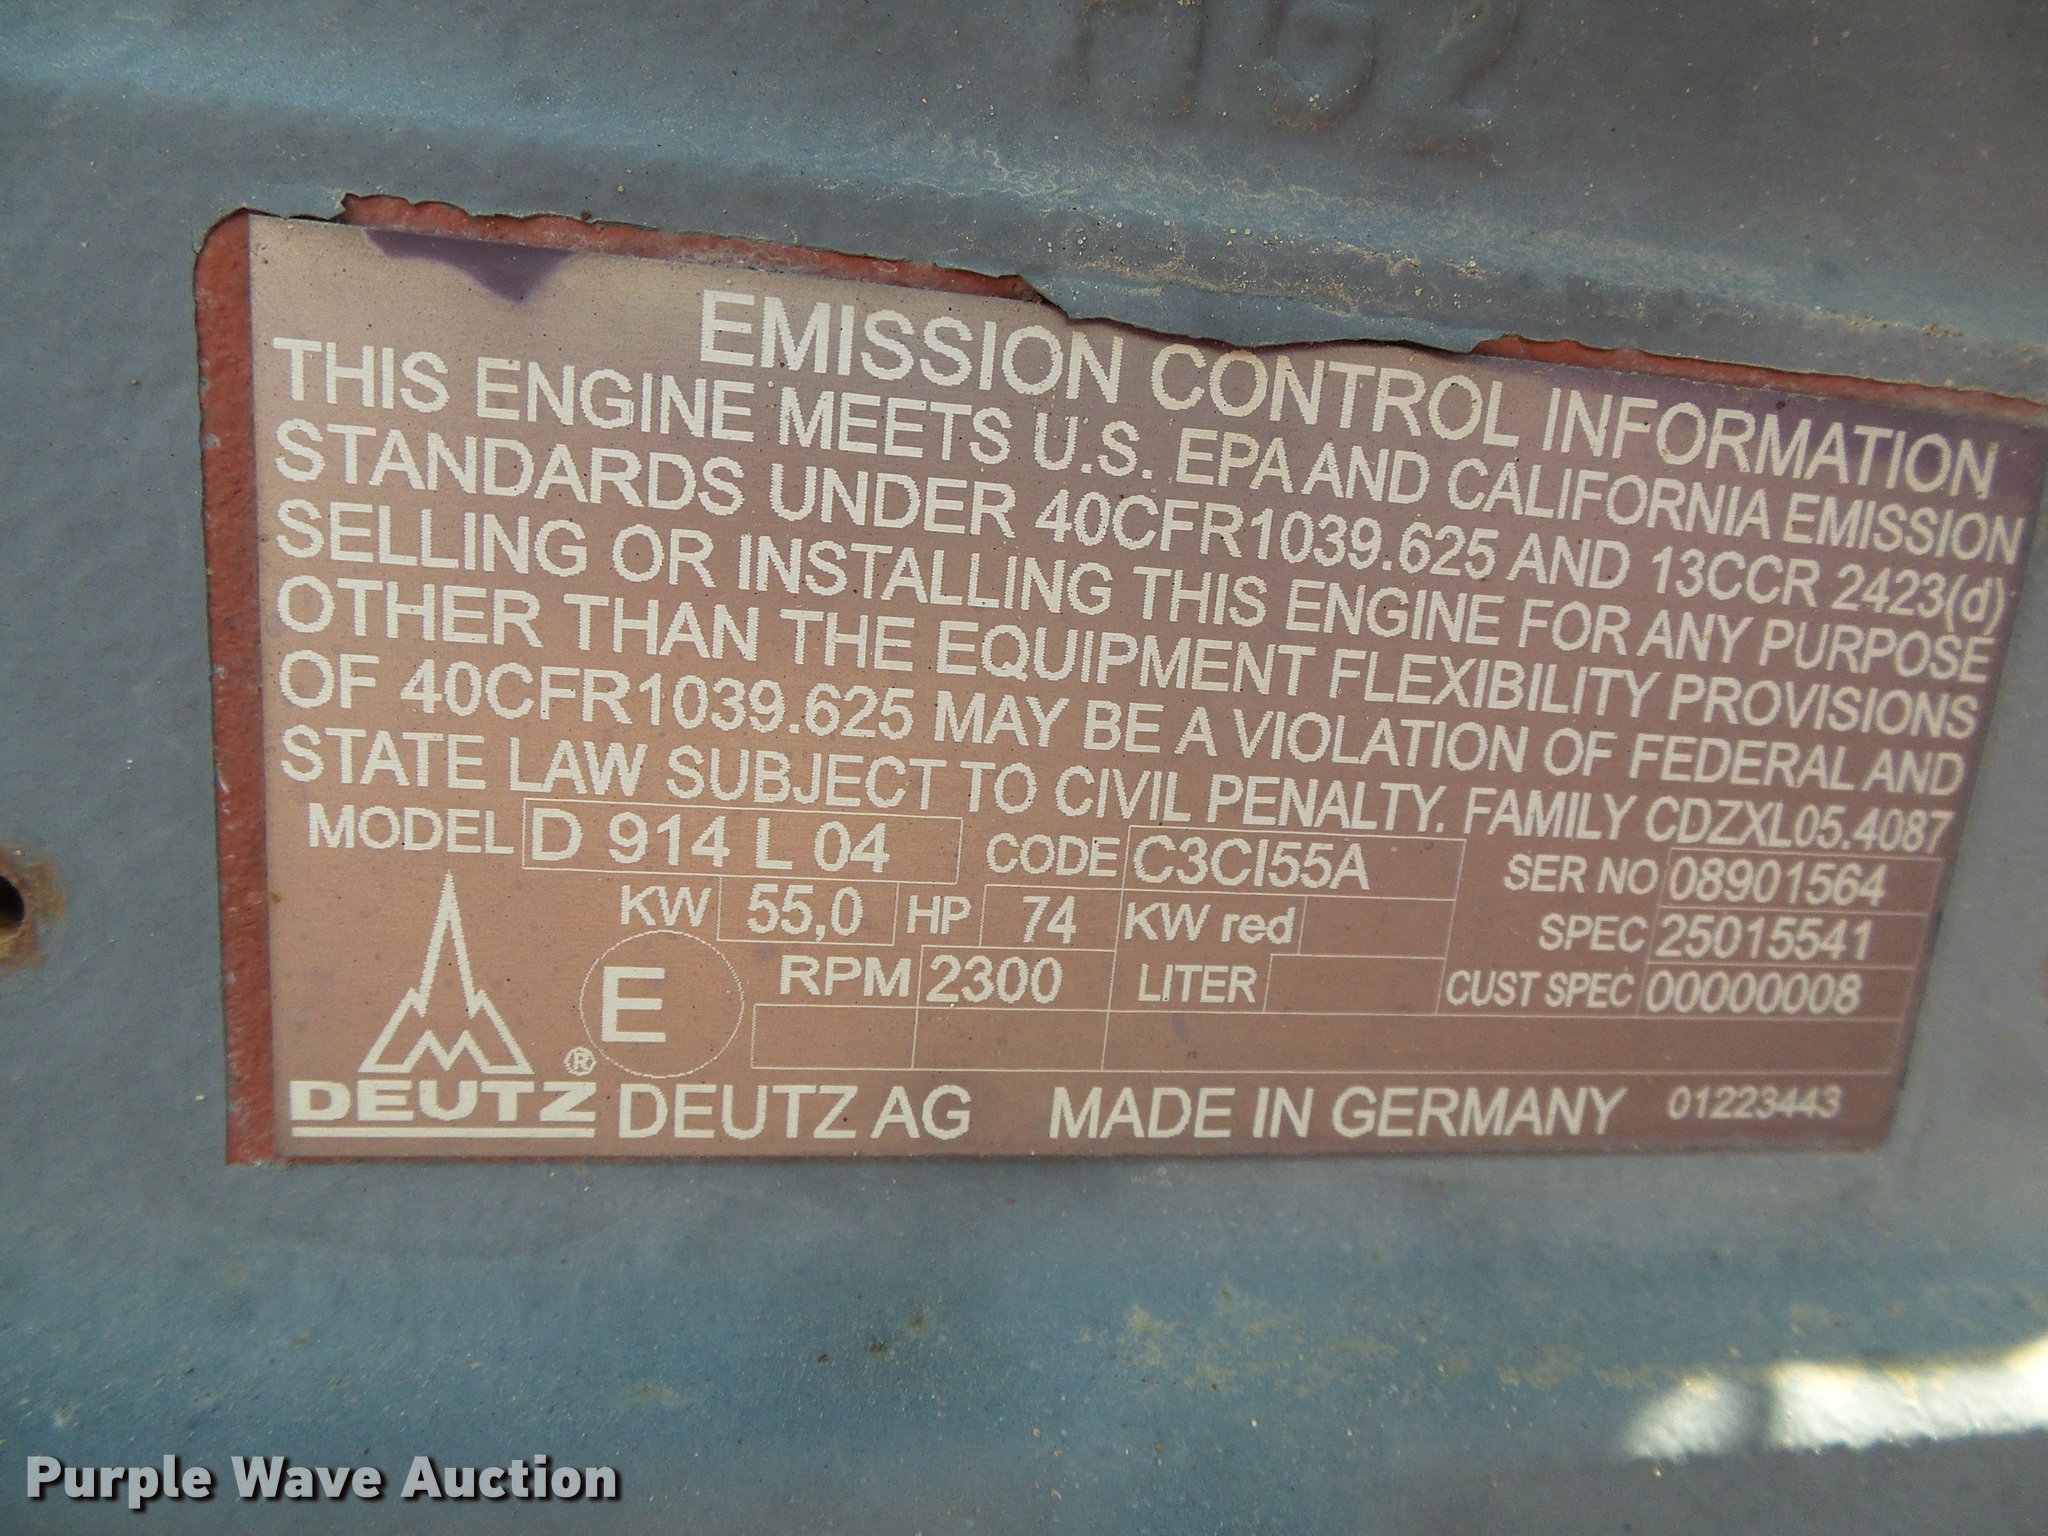 EMISSION CONTROL INFORMATION
THIS ENGINE MEETS U.S. EPA AND CALIFORNIA EMISSION
STANDARDS UNDER 40CFR1039.625 AND 13CCR 2423(d)
SELLING OR INSTALLING THIS ENGINE FOR ANY PURPOSE
OTHER THAN THE EQUIPMENT FLEXIBILITY PROVISIONS
OF 40CFR1039.625 MAY BE A VIOLATION OF FEDERAL AND
STATE LAW SUBJECT TO CIVIL PENALTY. FAMILY CDZXL05.4087
MODEL D 914 L 04 CODE C3CI55A SER NO 08901564
KW 55,0 HP 74 KW red SPEC 25015541
E RPM 2300 LITER CUST SPEC 00000008
DEUTZ ® DEUTZ AG MADE IN GERMANY 01223443
Purple Wave Auction